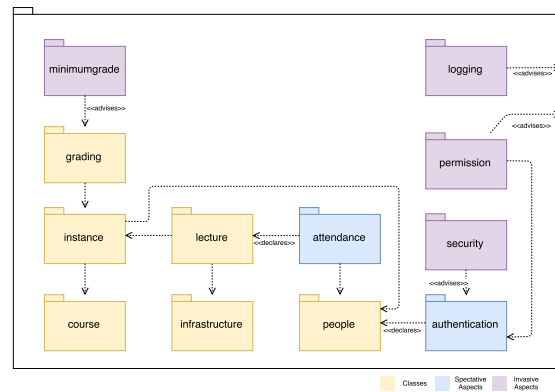 minimumgrade
logging
<<advises>>
<<advises>>
<<advises>>
grading
permission
instance
lecture
<<declares>>
attendance
security
<<advises>>
course
infrastructure
people
<<declares>>
authentication
Classes
Spectative
Aspects
Invasive
Aspects